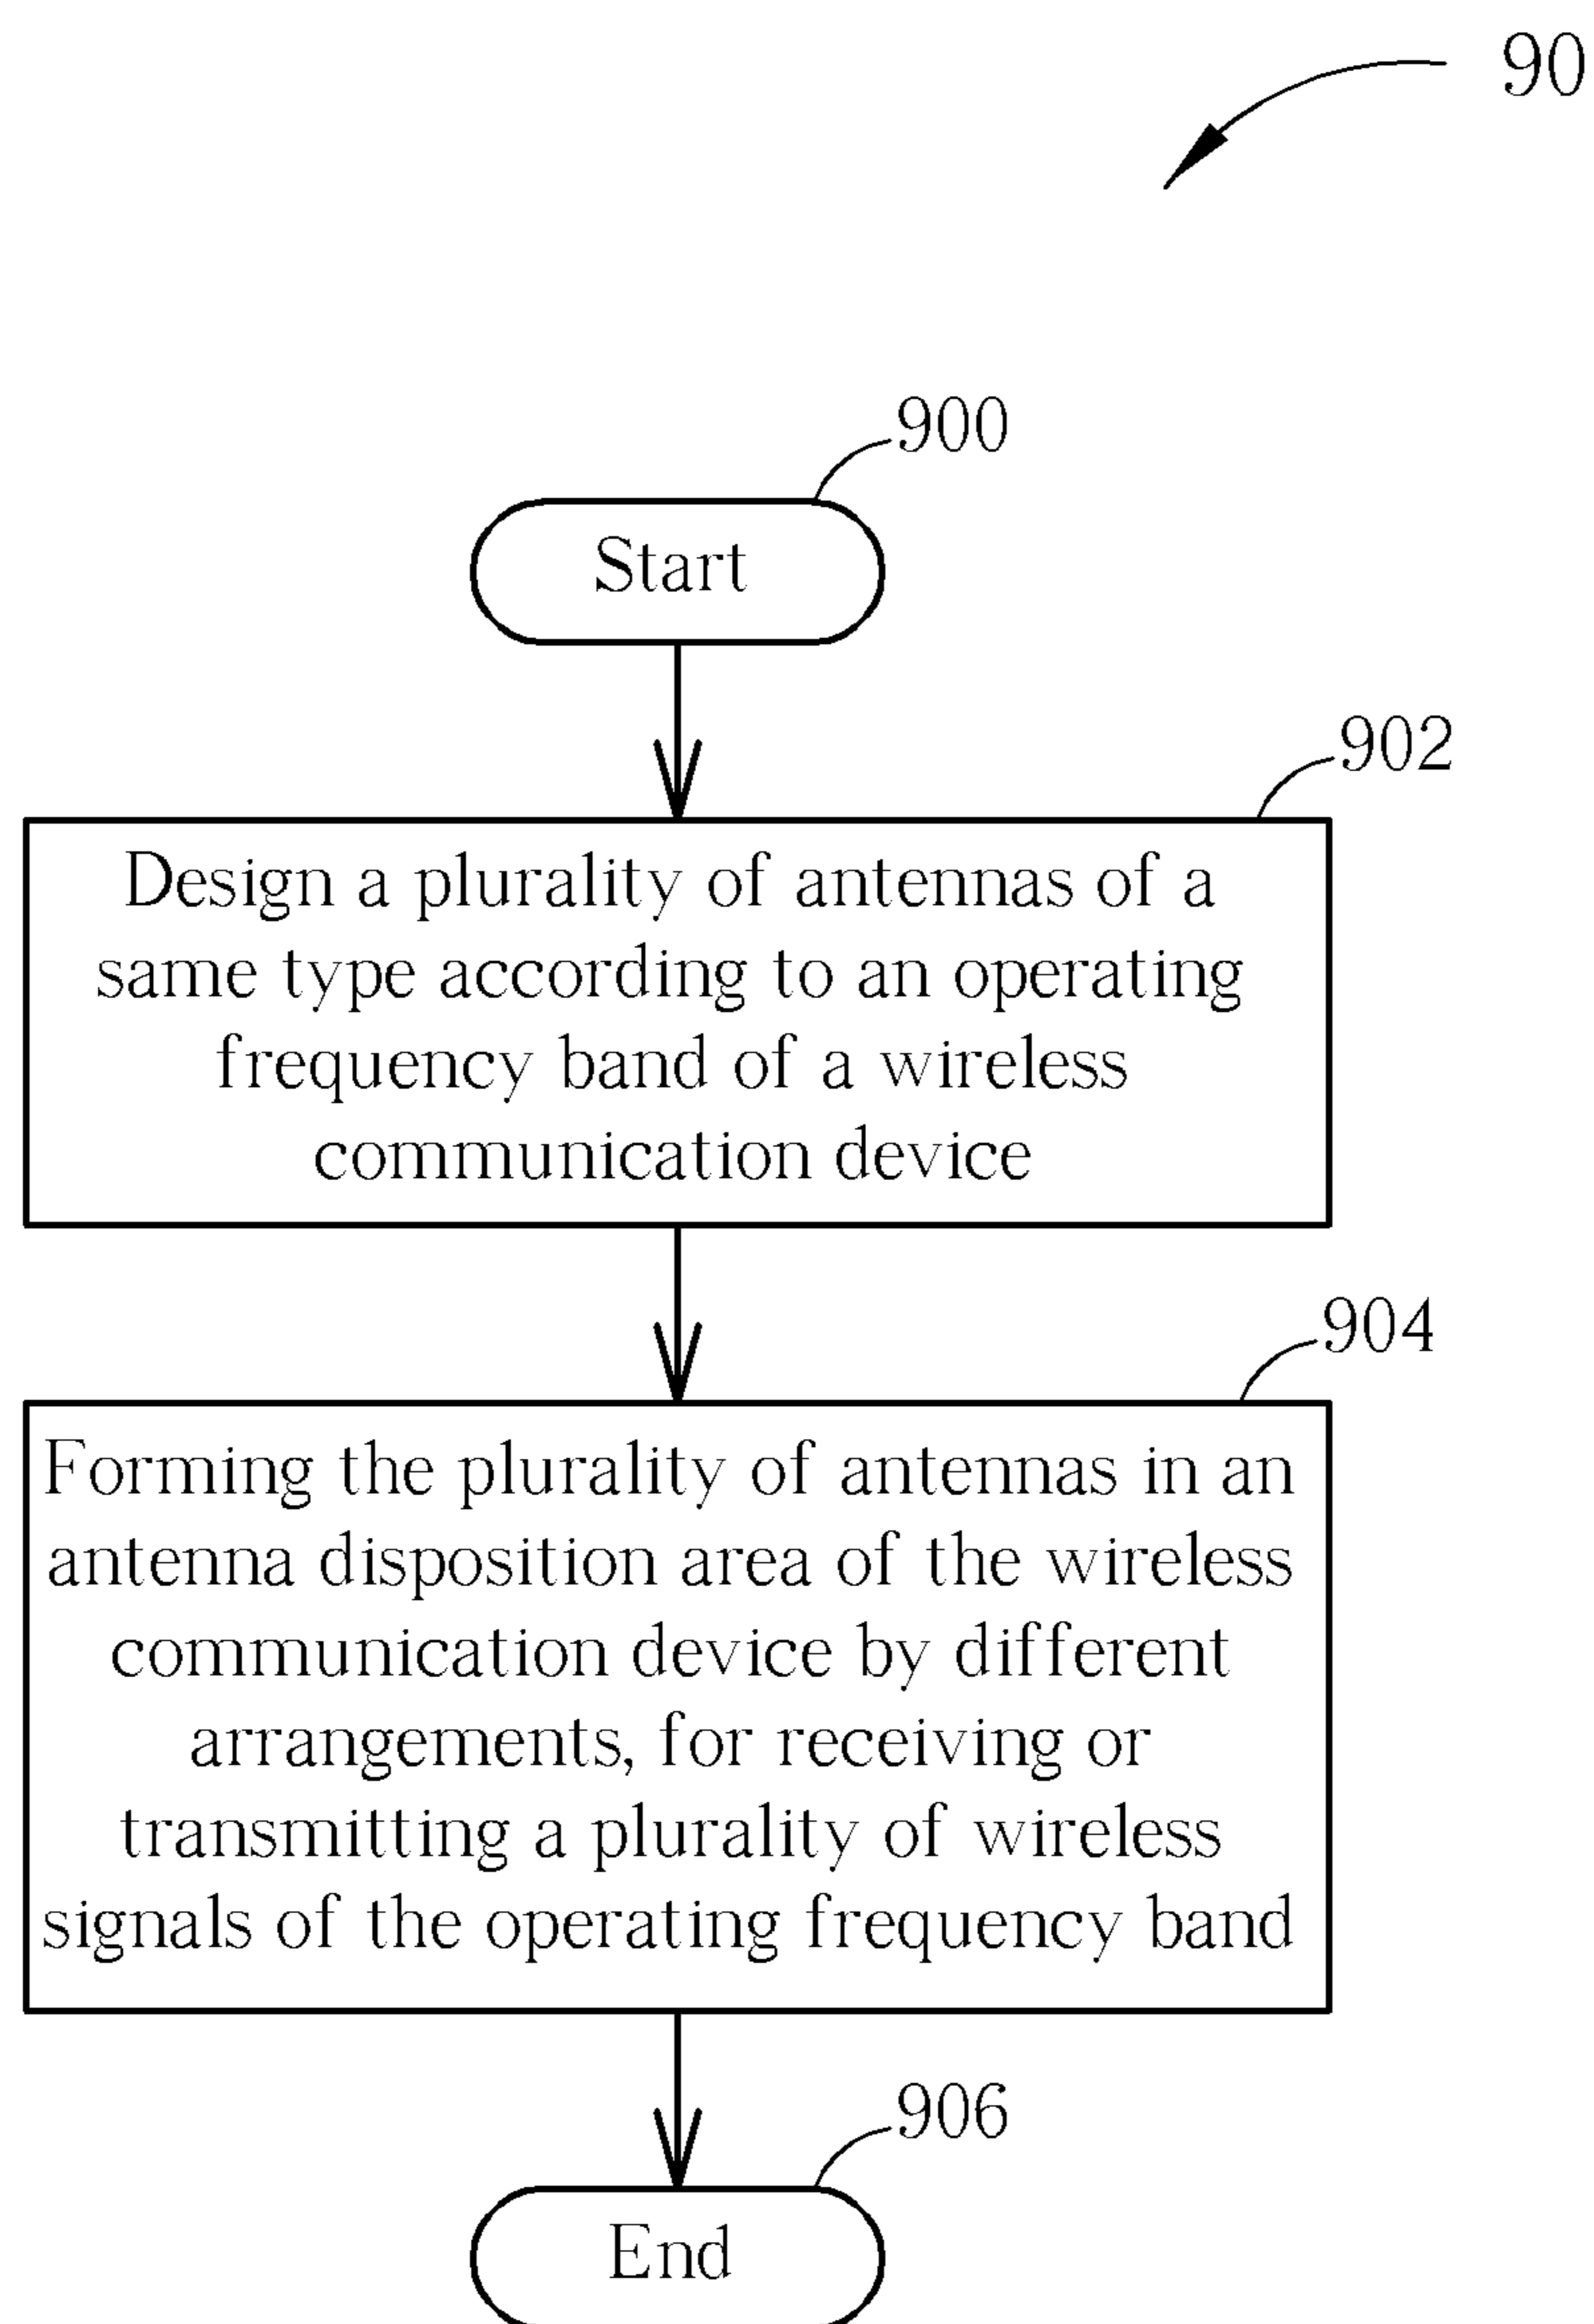 90
900
Start
902
Design a plurality of antennas of a
same type according to an operating
frequency band of a wireless
communication device
904
Forming the plurality of antennas in an
antenna disposition area of the wireless
communication device by different
arrangements, for receiving or
transmitting a plurality of wireless
signals of the operating frequency band
906
End